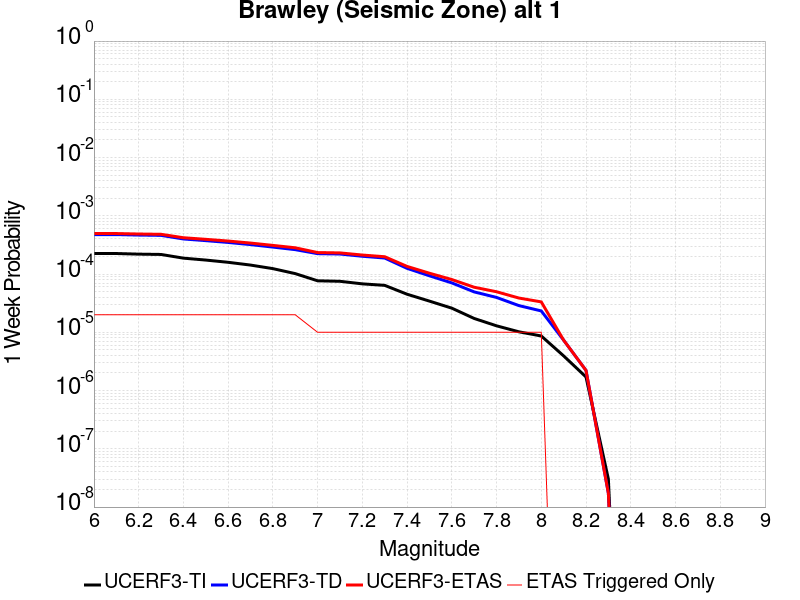 Brawley (Seismic Zone) alt 1
10^0
10^-1
10^-2
10^-3
10^-4
10^-5
10^-6
10^-7
10^-8
1 Week Probability
6 6.2 6.4 6.6 6.8 7 7.2 7.4 7.6 7.8 8 8.2 8.4 8.6 8.8 9
Magnitude
UCERF3-TI UCERF3-TD UCERF3-ETAS ETAS Triggered Only